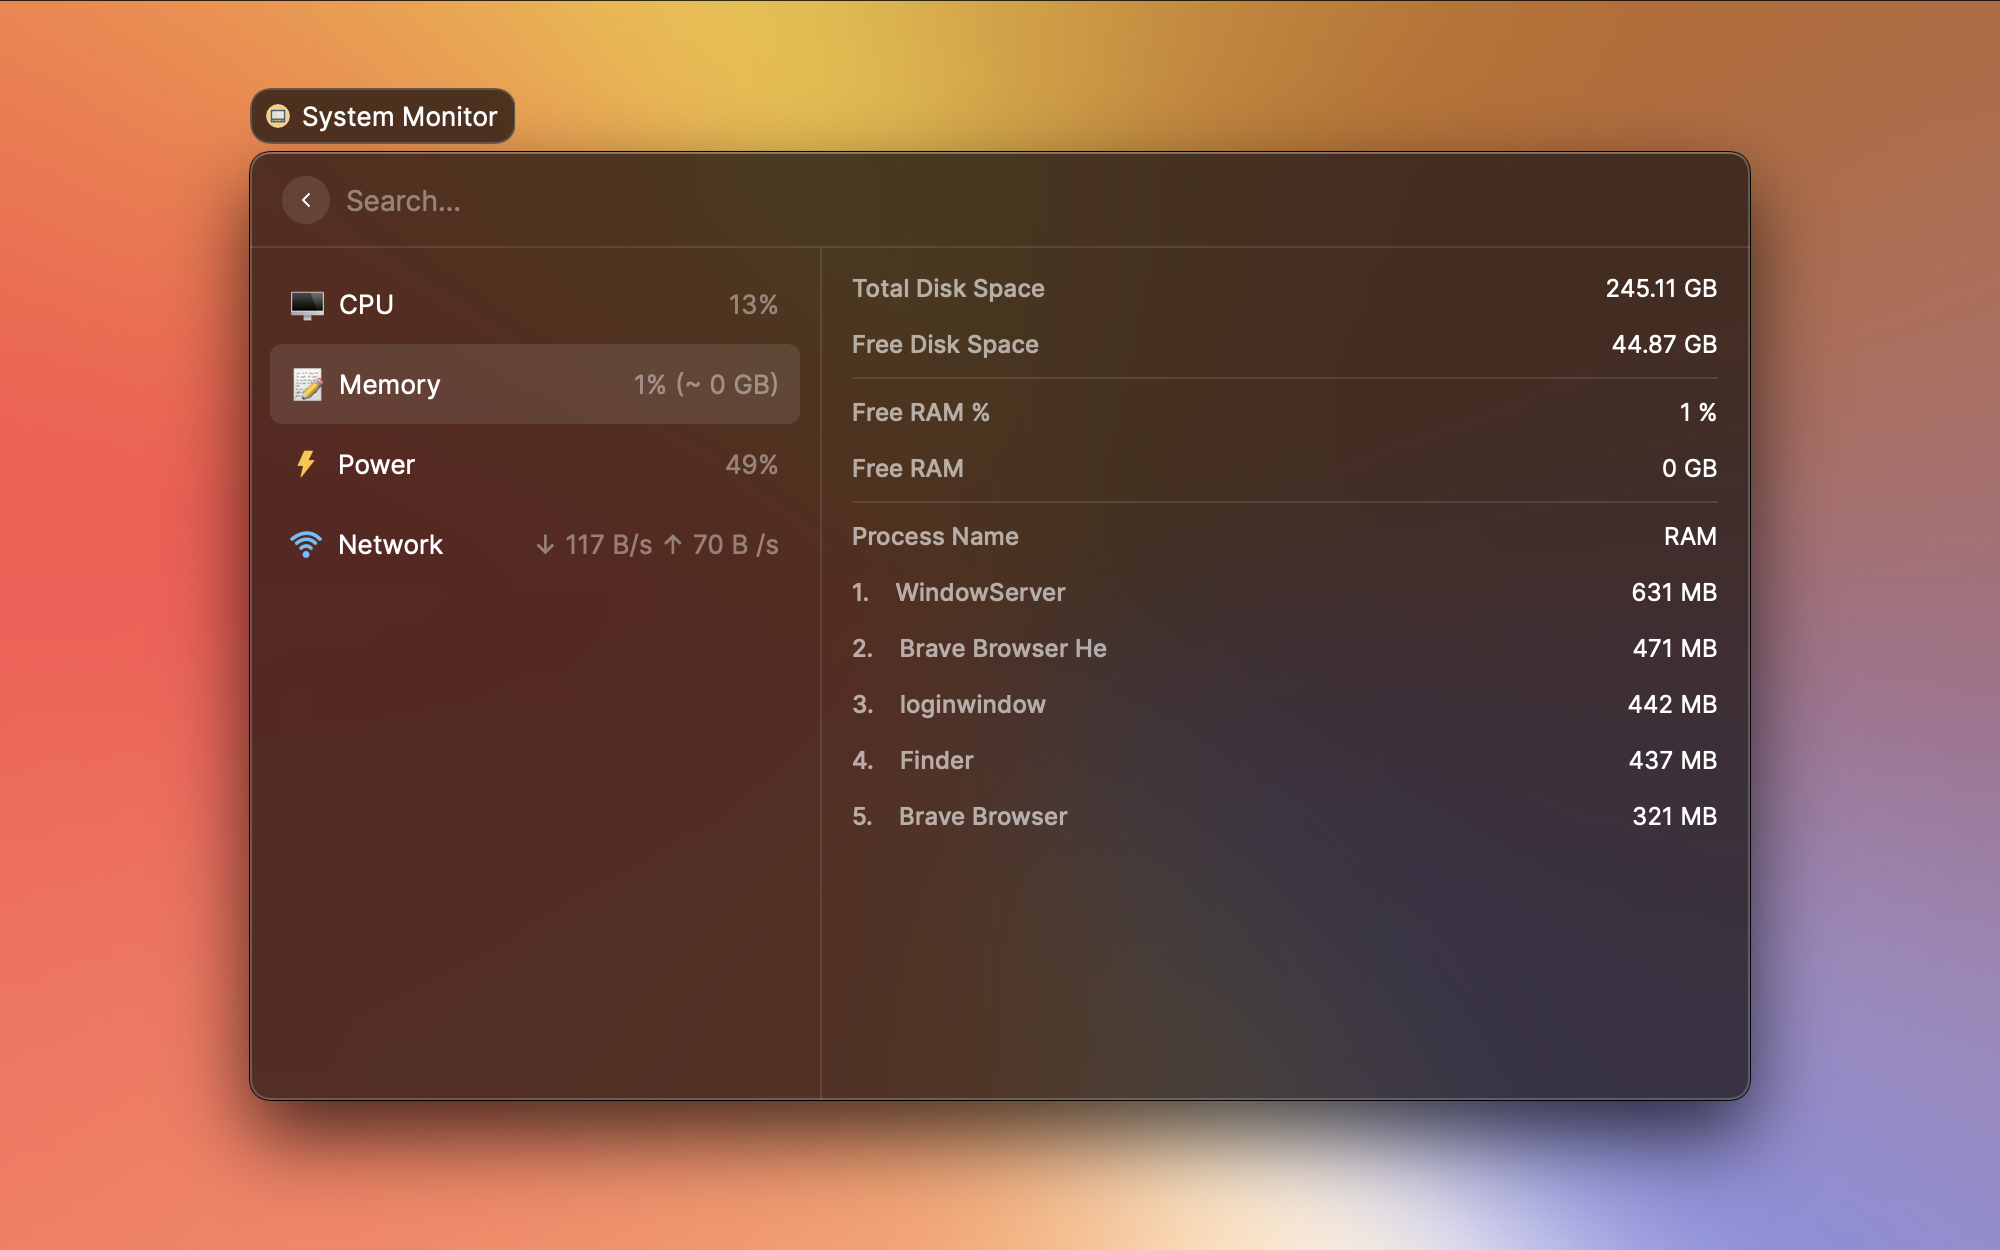 System Monitor
Search...
CPU 13%
Memory 1% (~ 0 GB)
Power 49%
Network ↓ 117 B/s ↑ 70 B /s
Total Disk Space 245.11 GB
Free Disk Space 44.87 GB
Free RAM % 1 %
Free RAM 0 GB
Process Name RAM
1. WindowServer 631 MB
2. Brave Browser He 471 MB
3. loginwindow 442 MB
4. Finder 437 MB
5. Brave Browser 321 MB